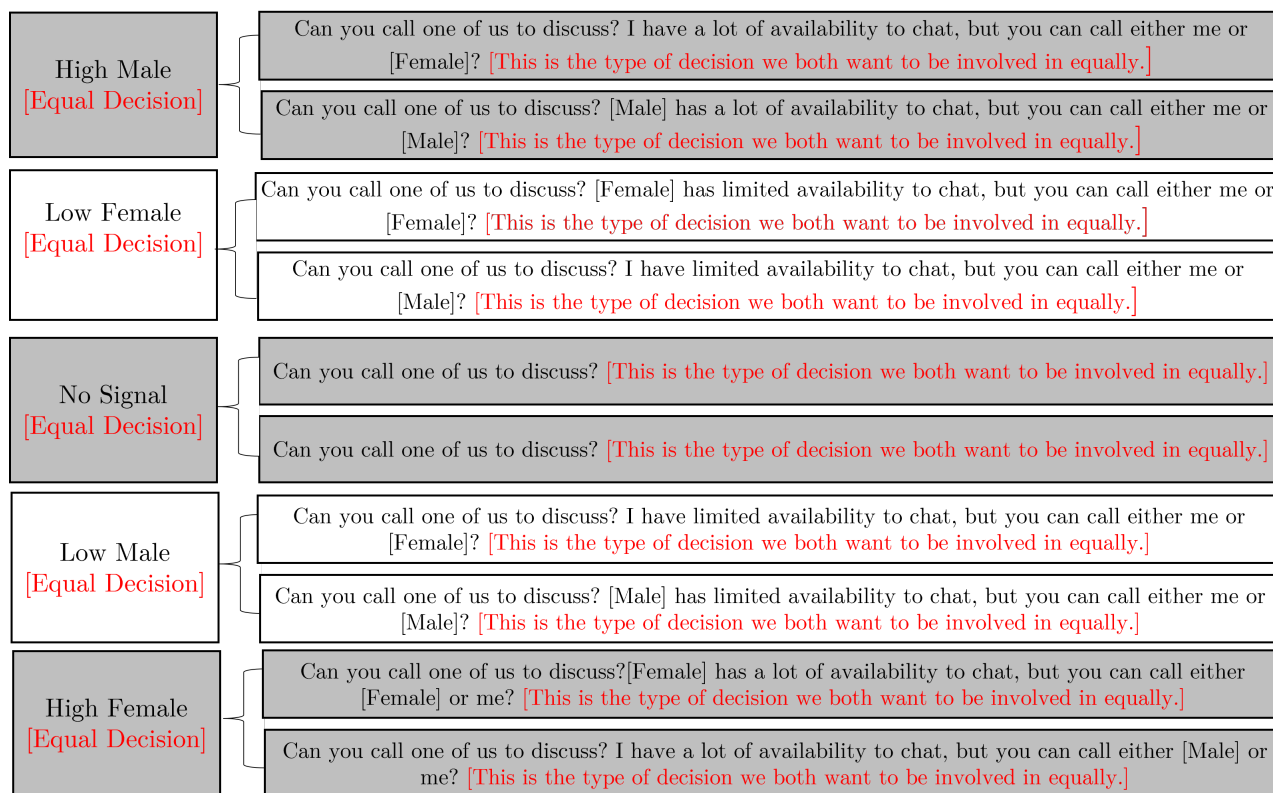 High Male
[Equal Decision]
Can you call one of us to discuss? I have a lot of availability to chat, but you can call either me or
[Female]? [This is the type of decision we both want to be involved in equally.]
Can you call one of us to discuss? [Male] has a lot of availability to chat, but you can call either me or
[Male]? [This is the type of decision we both want to be involved in equally.]
Low Female
[Equal Decision]
Can you call one of us to discuss? [Female] has limited availability to chat, but you can call either me or
[Female]? [This is the type of decision we both want to be involved in equally.]
Can you call one of us to discuss? I have limited availability to chat, but you can call either me or
[Male]? [This is the type of decision we both want to be involved in equally.]
No Signal
[Equal Decision]
Can you call one of us to discuss? [This is the type of decision we both want to be involved in equally.]
Can you call one of us to discuss? [This is the type of decision we both want to be involved in equally.]
Low Male
[Equal Decision]
Can you call one of us to discuss? I have limited availability to chat, but you can call either me or
[Female]? [This is the type of decision we both want to be involved in equally.]
Can you call one of us to discuss? [Male] has limited availability to chat, but you can call either me or
[Male]? [This is the type of decision we both want to be involved in equally.]
High Female
[Equal Decision]
Can you call one of us to discuss?[Female] has a lot of availability to chat, but you can call either
[Female] or me? [This is the type of decision we both want to be involved in equally.]
Can you call one of us to discuss? I have a lot of availability to chat, but you can call either [Male] or
me? [This is the type of decision we both want to be involved in equally.]